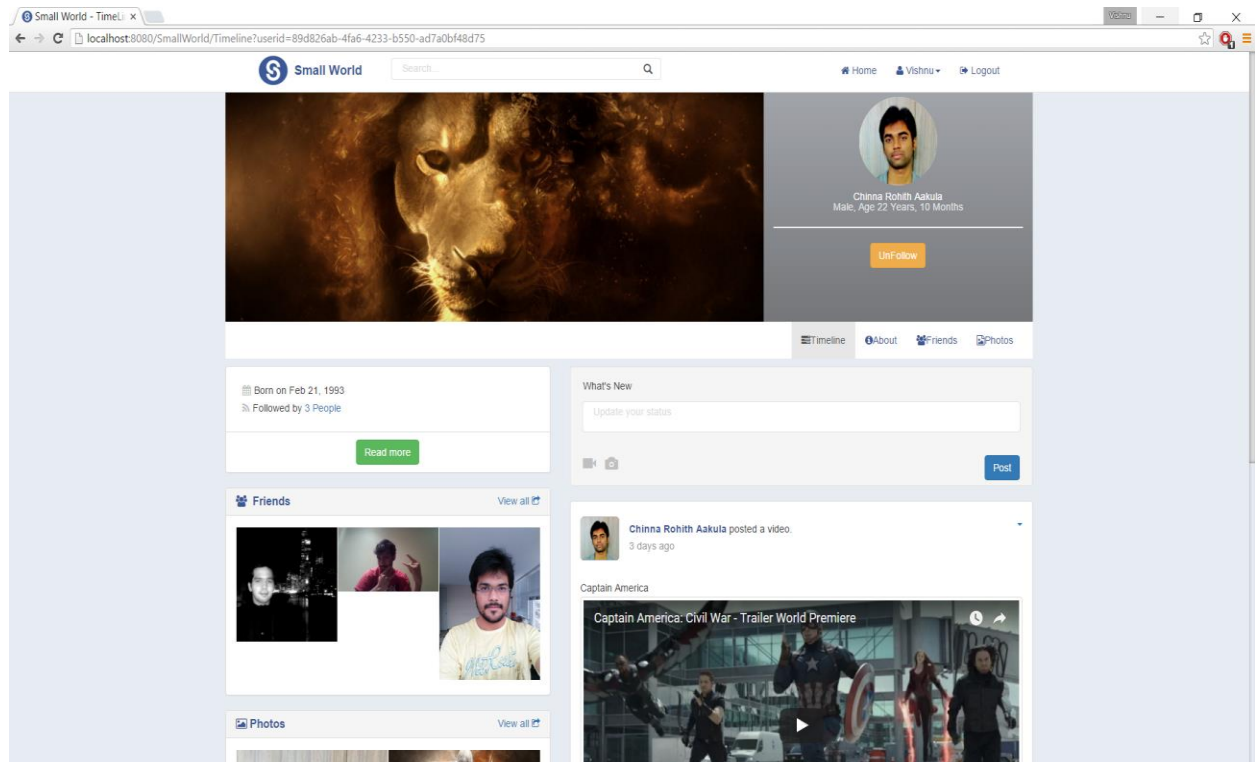 Small World - TimeLi
Vishnu
localhost:8080/SmallWorld/Timeline?userid=89d826ab-4fa6-4233-b550-ad7a0bf48d75
S Small World
Search...
Home Vishnu Logout
Chinna Rohith Aakula
Male, Age 22 Years, 10 Months
UnFollow
Timeline About Friends Photos
Born on Feb 21, 1993
Followed by 3 People
Read more
What's New
Update your status
Post
Friends View all
Chinna Rohith Aakula posted a video.
3 days ago
Captain America
Captain America: Civil War - Trailer World Premiere
Photos View all